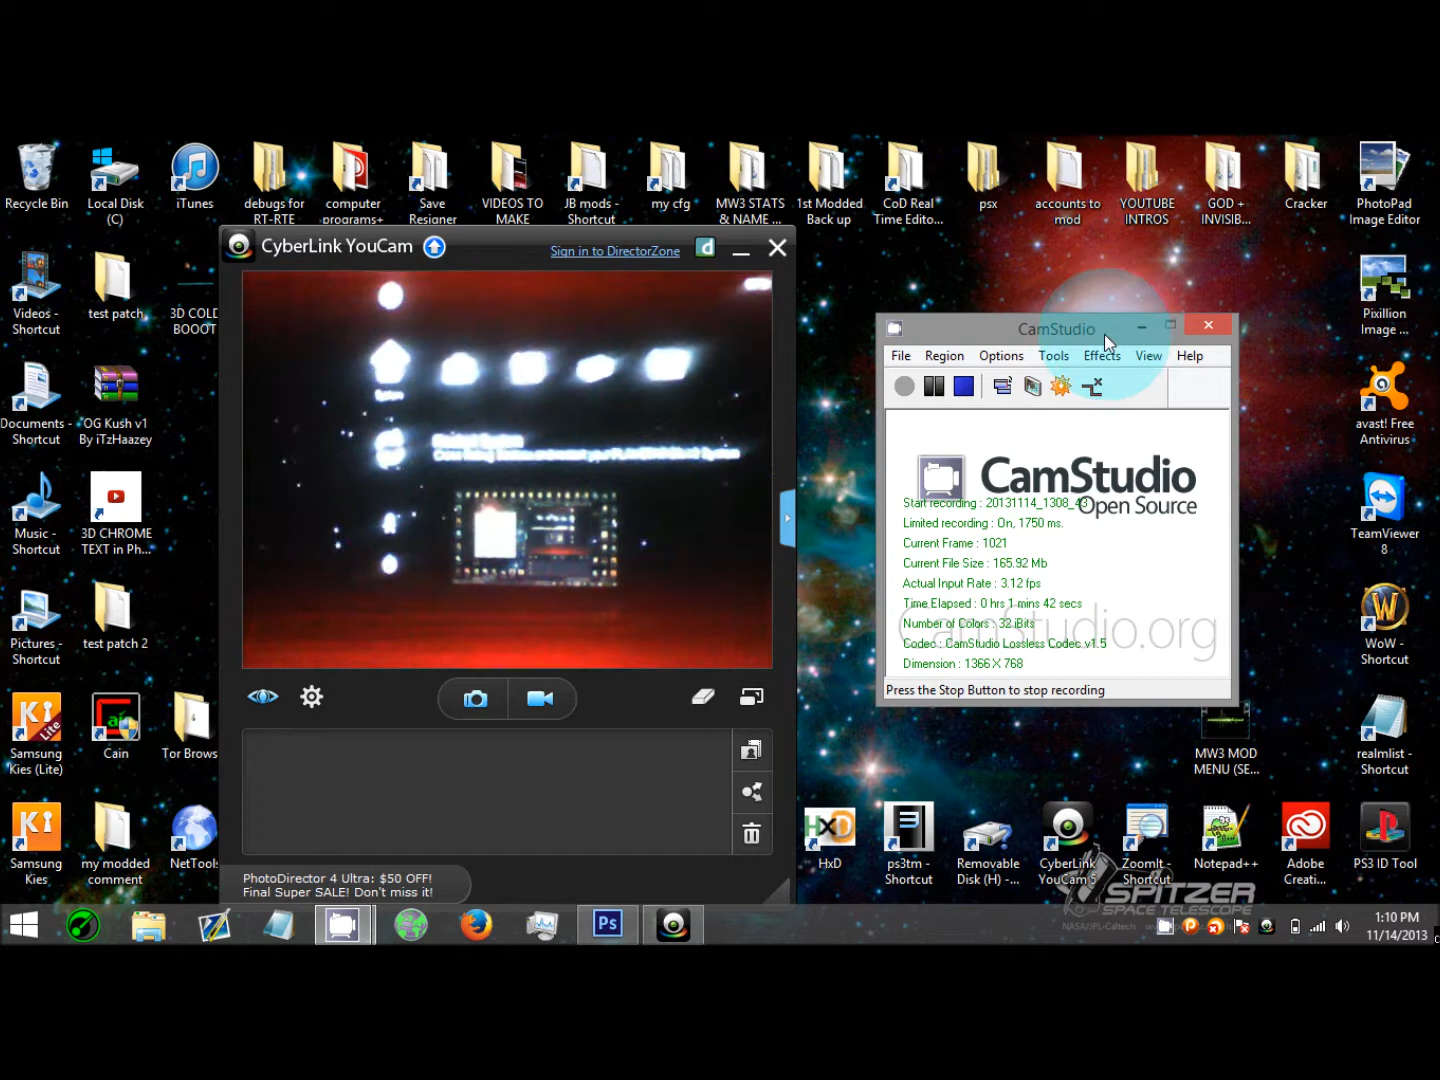 Recycle Bin
Local Disk
(C)
iTunes
debugs for
RT-RTE
computer
programs+
Save
Resigner
VIDEOS TO
MAKE
JB mods -
Shortcut
my cfg
MW3 STATS
& NAME ...
1st Modded
Back up
CoD Real
Time Edito...
psx
accounts to
mod
YOUTUBE
INTROS
GOD +
INVISIB...
Cracker
PhotoPad
Image Editor
CyberLink YouCam
Sign in to DirectorZone
d
Videos -
Shortcut
test patch
3D COLD
BOOOT
Pixillion
Image ...
CamStudio
File Region Options Tools Effects View Help
CamStudio
Open Source
Start recording : 20131114_1308_43
Limited recording : On, 1750 ms.
Current Frame : 1021
Current File Size : 165.92 Mb
Actual Input Rate : 3.12 fps
Time Elapsed : 0 hrs 1 mins 42 secs
Number of Colors : 32 Bits
Codec : CamStudio Lossless Codec v1.5
Dimension : 1366 X 768
CamStudio.org
Press the Stop Button to stop recording
Documents -
Shortcut
OG Kush v1
By iTzHaazey
avast! Free
Antivirus
Music -
Shortcut
3D CHROME
TEXT in Ph...
TeamViewer
8
Pictures -
Shortcut
test patch 2
WoW -
Shortcut
Samsung
Kies (Lite)
Cain
Tor Brows
MW3 MOD
MENU (SE...
realmlist -
Shortcut
Samsung
Kies
my modded
comment
NetTools
HxD
ps3tm -
Shortcut
Removable
Disk (H) -...
CyberLink
YouCam 5
ZoomIt -
Shortcut
Notepad++
Adobe
Creati...
PS3 ID Tool
PhotoDirector 4 Ultra: $50 OFF!
Final Super SALE! Don't miss it!
SPITZER
SPACE TELESCOPE
NASA/JPL-Caltech
Ps
1:10 PM
11/14/2013